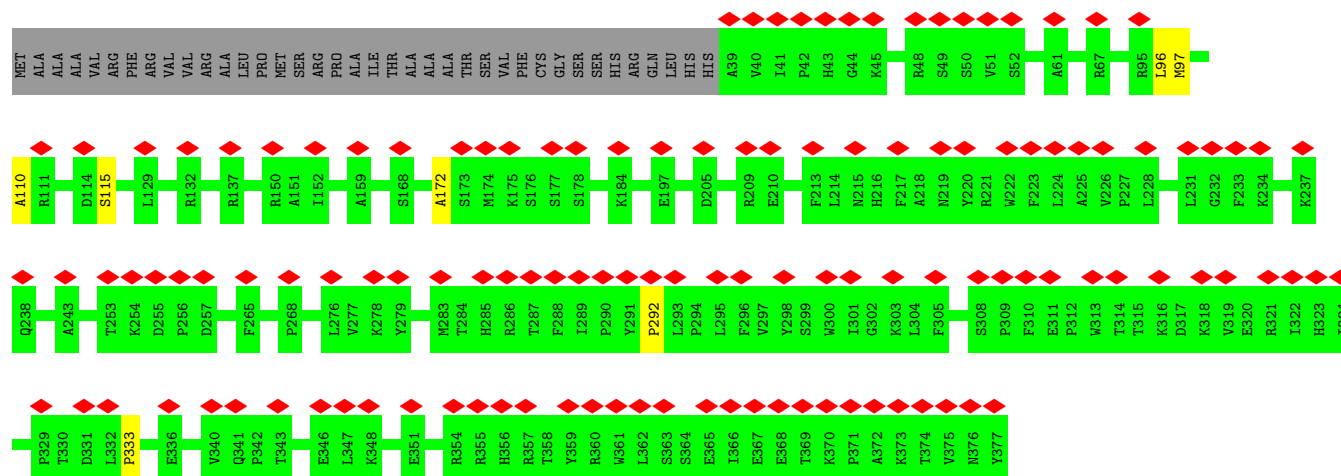 MET ALA ALA ALA VAL ARG PHE ARG VAL VAL ARG ALA LEU PRO MET SER ARG PRO ALA ILE THR ALA ALA ALA THR SER VAL PHE CYS GLY SER SER HIS ARG GLN LEU HIS HIS A39 V40 I41 P42 H43 G44 K45 R48 S49 S50 V51 S52 A61 R67 R95 L96 M97
A110 R111 D114 S115 L129 R132 R137 R150 A151 I152 A159 S168 A172 S173 M174 K175 S176 S177 S178 K184 E197 D205 R209 E210 F213 L214 N215 H216 F217 A218 N219 Y220 R221 W222 F223 L224 A225 V226 P227 L228 L231 G232 F233 K234 K237
Q238 A243 T253 K254 D255 P256 D257 F265 P268 L276 V277 K278 Y279 M283 T284 H285 R286 T287 F288 I289 P290 Y291 P292 L293 P294 L295 F296 V297 Y298 S299 W300 I301 G302 K303 L304 F305 S308 P309 F310 E311 P312 W313 T314 T315 K316 D317 K318 V319 E320 R321 I322 H323
P329 T330 D331 L332 P333 E336 V340 Q341 P342 T343 E346 L347 K348 E351 R354 R355 H356 R357 T358 Y359 R360 W361 L362 S363 S364 E365 I366 E367 E368 T369 K370 P371 A372 K373 T374 V375 N376 Y377